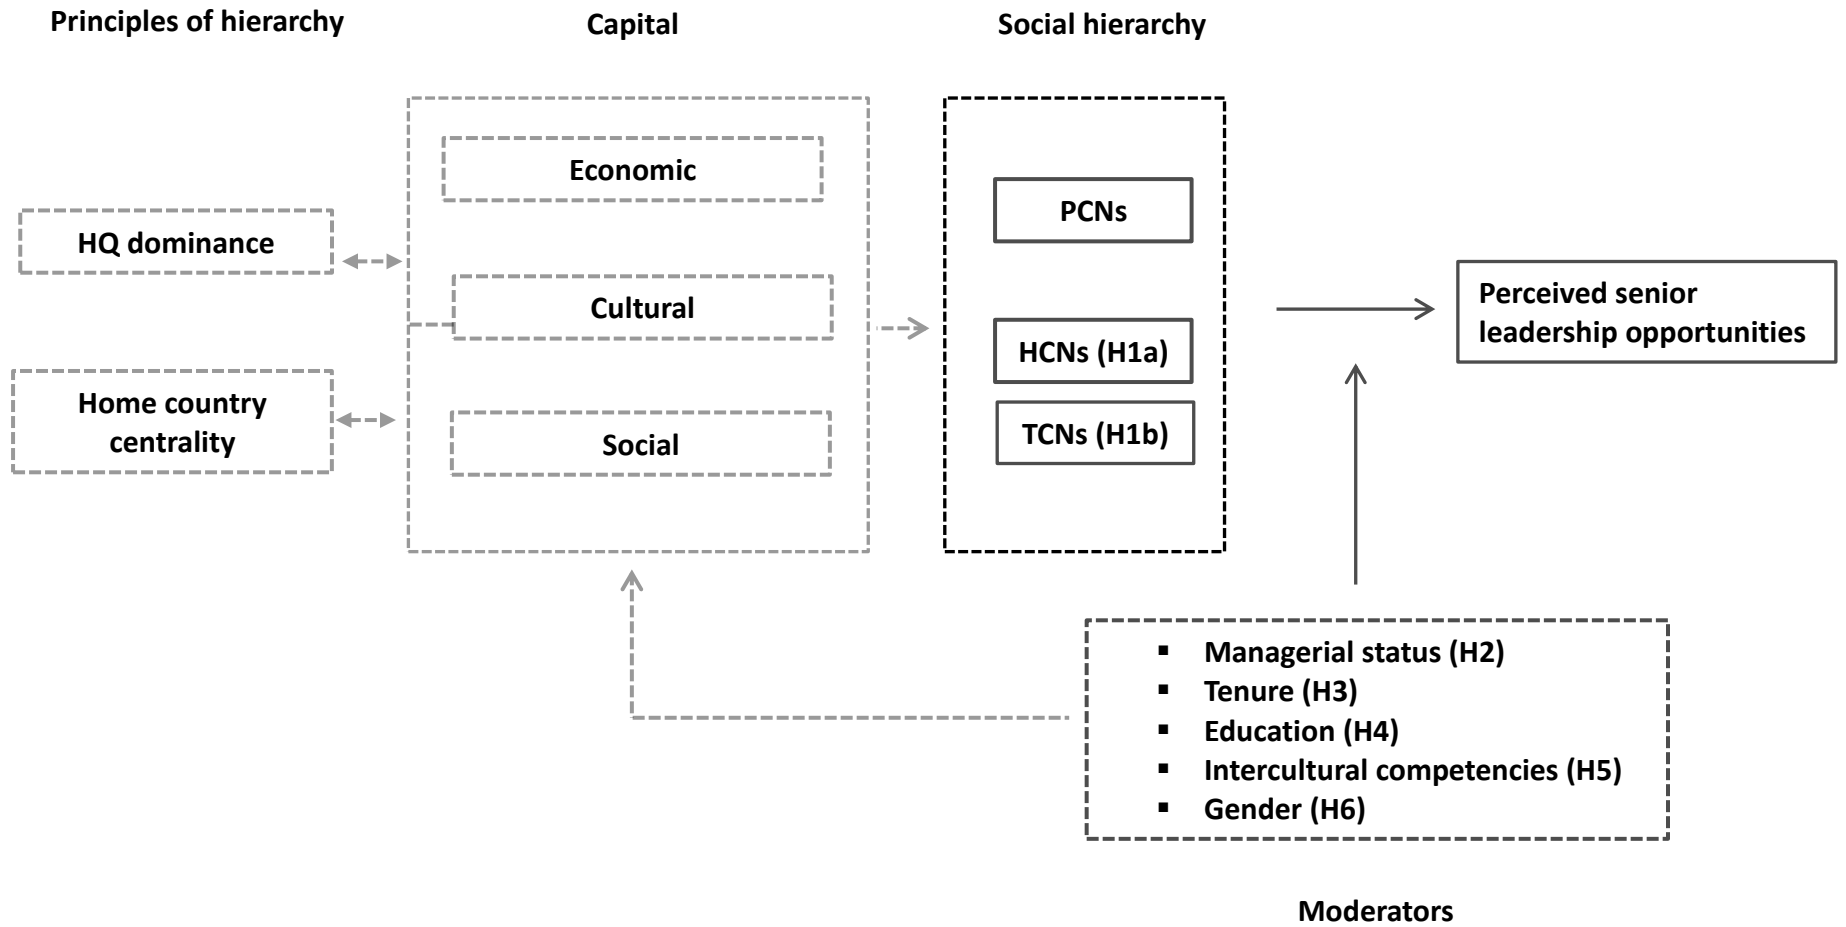 Principles of hierarchy
Capital
Social hierarchy
Economic
PCNs
HQ dominance
Cultural
Perceived senior
leadership opportunities
HCNs (H1a)
Home country
centrality
Social
TCNs (H1b)
▪ Managerial status (H2)
▪ Tenure (H3)
▪ Education (H4)
▪ Intercultural competencies (H5)
▪ Gender (H6)
Moderators